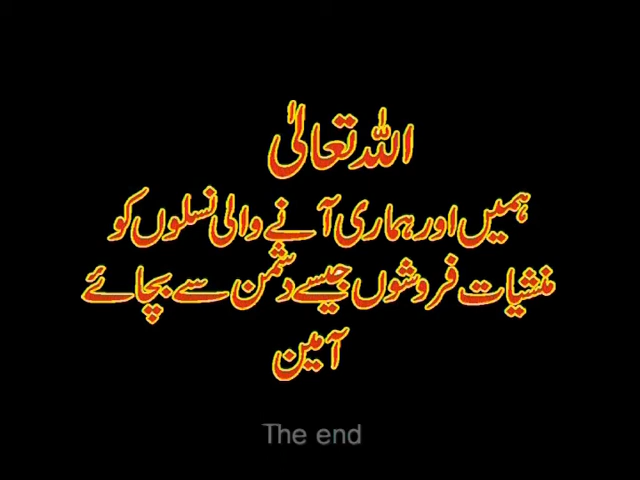 اللہ تعالیٰ
ہمیں اور ہماری آنے والی نسلوں کو
منشیات فروشوں جیسے دشمن سے بچائے
آمین
The end